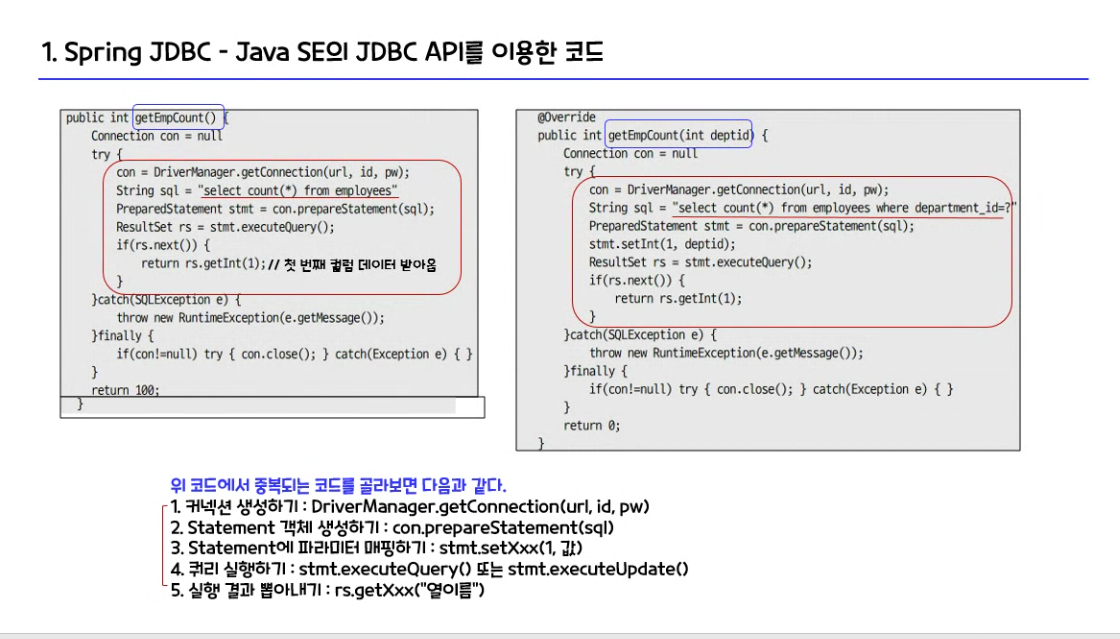 1. Spring JDBC - Java SE의 JDBC API를 이용한 코드
public int getEmpCount() {
Connection con = null
try {
con = DriverManager.getConnection(url, id, pw);
String sql = "select count(*) from employees"
PreparedStatement stmt = con.prepareStatement(sql);
ResultSet rs = stmt.executeQuery();
if(rs.next()) {
return rs.getInt(1);// 첫 번째 컬럼 데이터 받아옴
}
}catch(SQLException e) {
throw new RuntimeException(e.getMessage());
}finally {
if(con!=null) try { con.close(); } catch(Exception e) { }
}
return 100;
}
@Override
public int getEmpCount(int deptid) {
Connection con = null
try {
con = DriverManager.getConnection(url, id, pw);
String sql = "select count(*) from employees where department_id=?"
PreparedStatement stmt = con.prepareStatement(sql);
stmt.setInt(1, deptid);
ResultSet rs = stmt.executeQuery();
if(rs.next()) {
return rs.getInt(1);
}
}catch(SQLException e) {
throw new RuntimeException(e.getMessage());
}finally {
if(con!=null) try { con.close(); } catch(Exception e) { }
}
return 0;
}
위 코드에서 중복되는 코드를 골라보면 다음과 같다.
1. 커넥션 생성하기 : DriverManager.getConnection(url, id, pw)
2. Statement 객체 생성하기 : con.prepareStatement(sql)
3. Statement에 파라미터 매핑하기 : stmt.setXxx(1, 값)
4. 쿼리 실행하기 : stmt.executeQuery() 또는 stmt.executeUpdate()
5. 실행 결과 뽑아내기 : rs.getXxx("열이름")